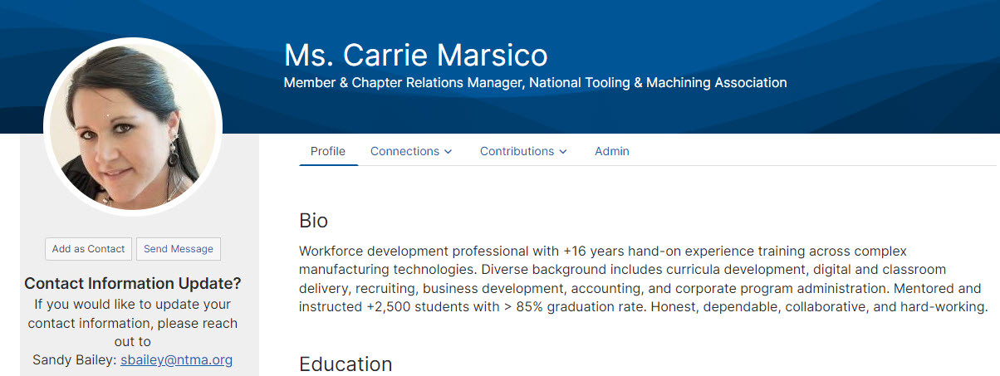 Ms. Carrie Marsico
Member & Chapter Relations Manager, National Tooling & Machining Association
Profile Connections Contributions Admin
Add as Contact Send Message
Contact Information Update?
If you would like to update your
contact information, please reach
out to
Sandy Bailey: sbailey@ntma.org
Bio
Workforce development professional with +16 years hand-on experience training across complex
manufacturing technologies. Diverse background includes curricula development, digital and classroom
delivery, recruiting, business development, accounting, and corporate program administration. Mentored and
instructed +2,500 students with > 85% graduation rate. Honest, dependable, collaborative, and hard-working.
Education